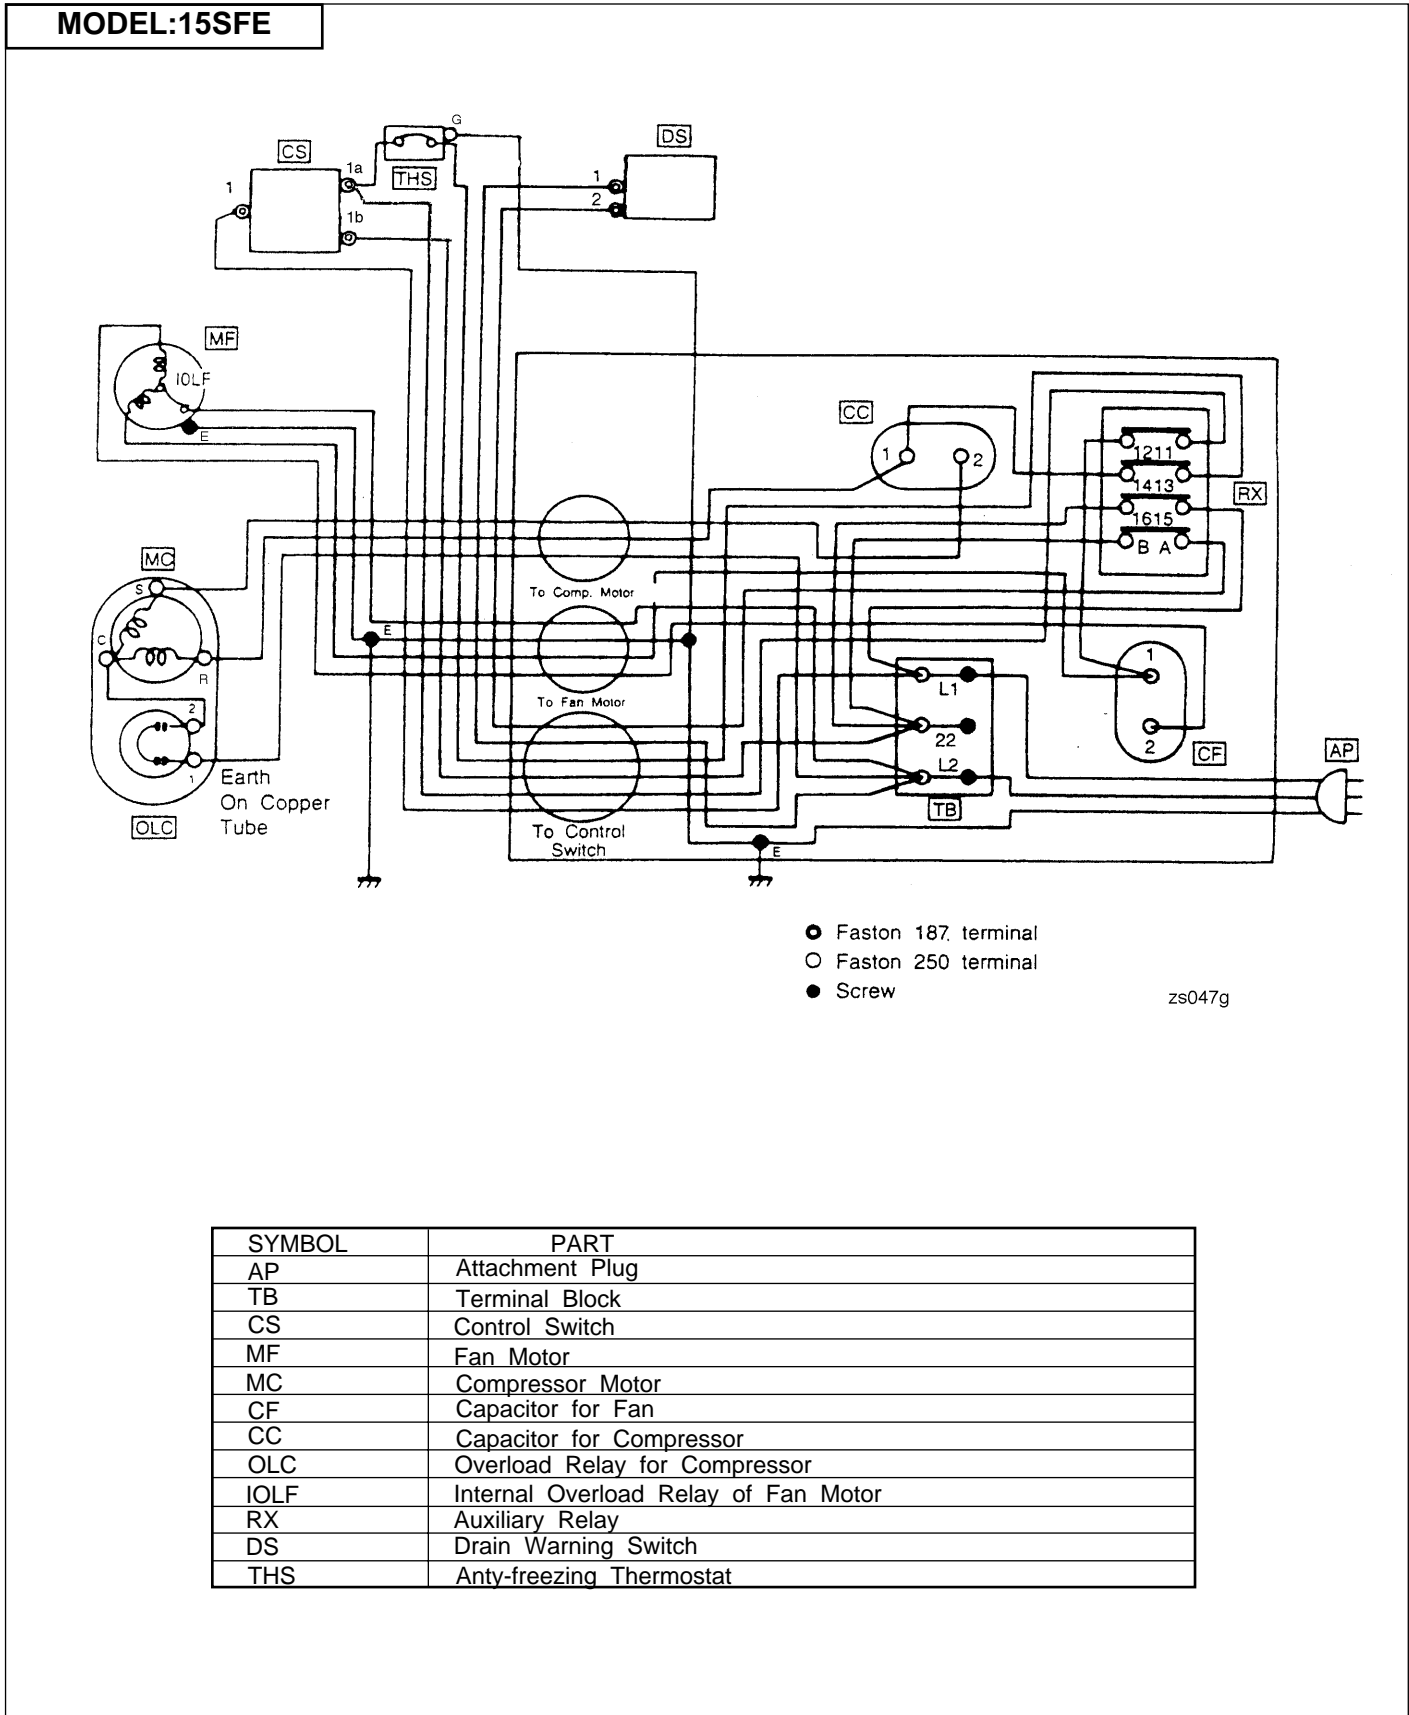 MODEL:15SFE
G
DS
CS
1a
THS
1
1
2
1b
MF
IOLF
E
CC
1
2
1211
1413
1615
B A
RX
MC
S
To Comp. Motor
C
R
E
To Fan Motor
2
1
L1
22
L2
TB
1
2
CF
AP
Earth
On Copper
Tube
OLC
To Control
Switch
E
Faston 187. terminal
Faston 250 terminal
Screw
zs047g
SYMBOL PART
AP Attachment Plug
TB Terminal Block
CS Control Switch
MF Fan Motor
MC Compressor Motor
CF Capacitor for Fan
CC Capacitor for Compressor
OLC Overload Relay for Compressor
IOLF Internal Overload Relay of Fan Motor
RX Auxiliary Relay
DS Drain Warning Switch
THS Anty-freezing Thermostat